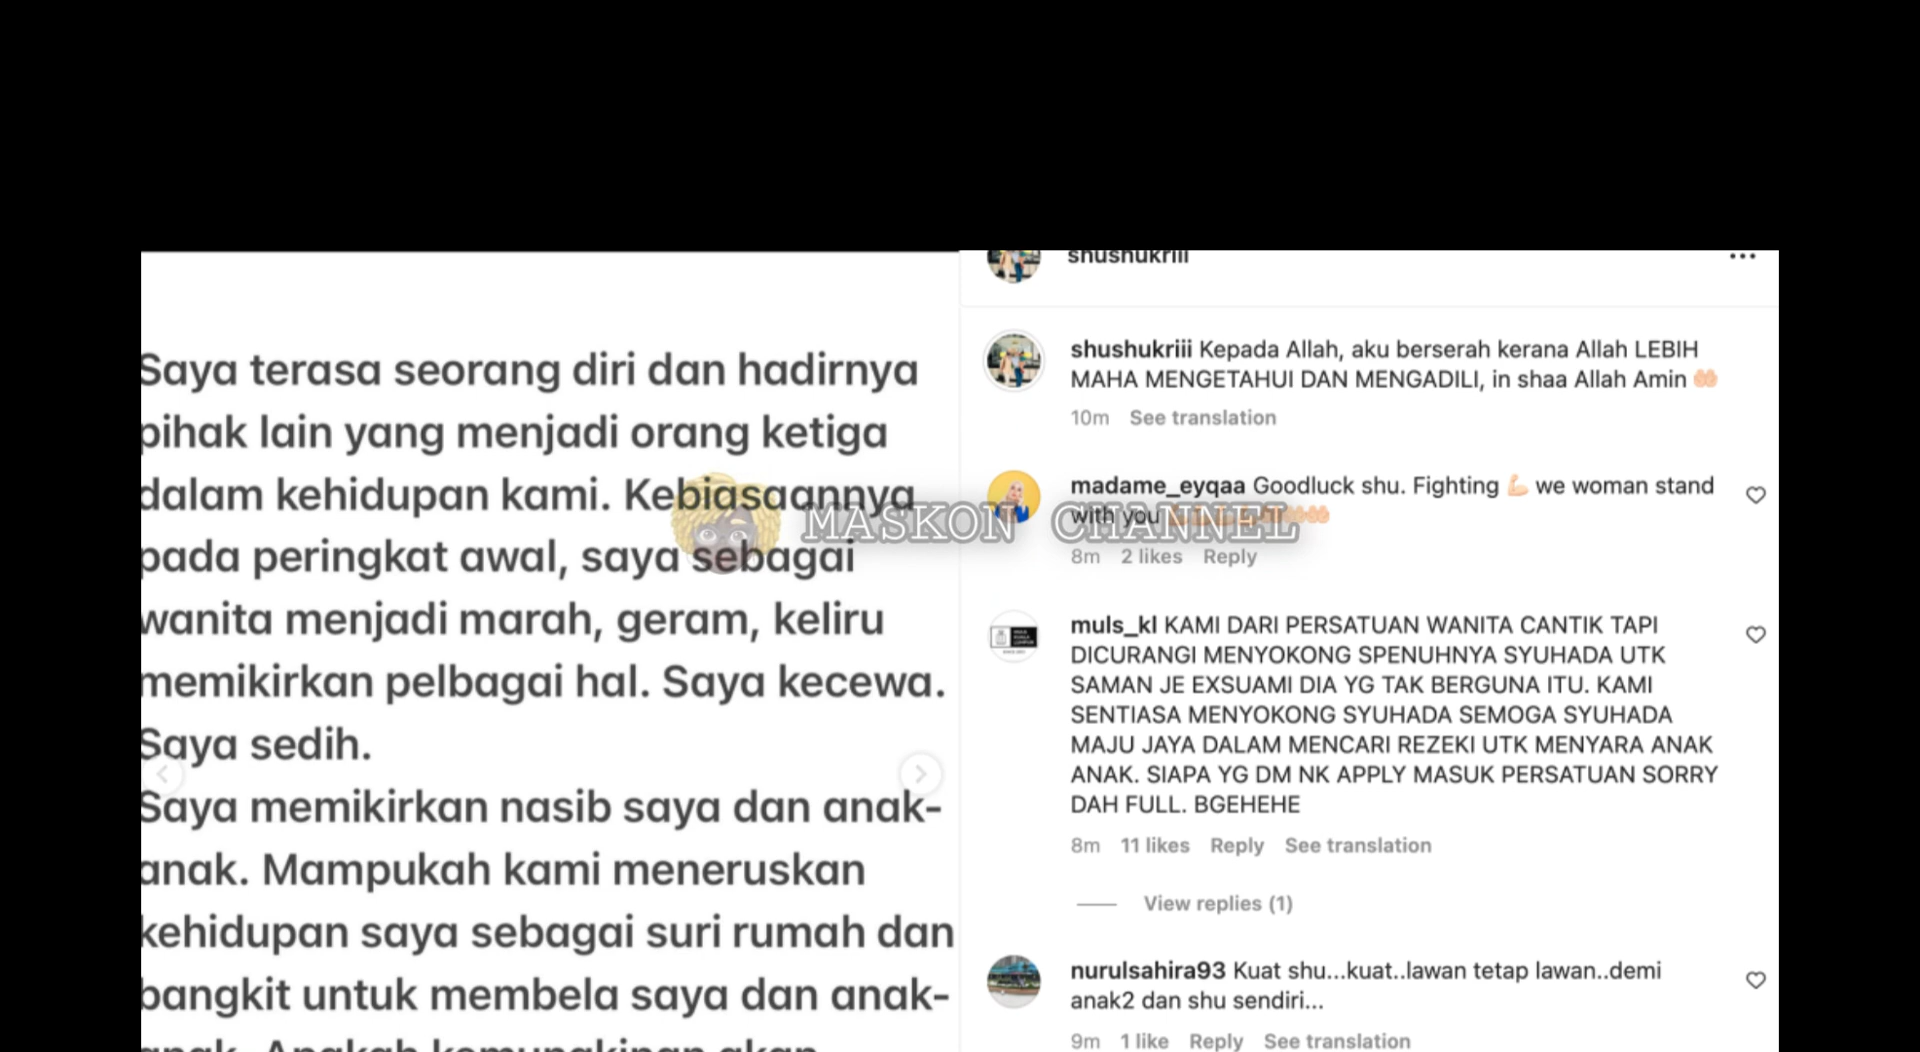 Saya terasa seorang diri dan hadirnya
pihak lain yang menjadi orang ketiga
dalam kehidupan kami. Kebiasaannya
pada peringkat awal, saya sebagai
wanita menjadi marah, geram, keliru
memikirkan pelbagai hal. Saya kecewa.
Saya sedih.
Saya memikirkan nasib saya dan anak-
anak. Mampukah kami meneruskan
kehidupan saya sebagai suri rumah dan
bangkit untuk membela saya dan anak-
anak. Apakah kemungkinan akan
MASKON CHANNEL
shushukriii
shushukriii Kepada Allah, aku berserah kerana Allah LEBIH
MAHA MENGETAHUI DAN MENGADILI, in shaa Allah Amin 🤲🏻
10m See translation
madame_eyqaa Goodluck shu. Fighting 💪🏻 we woman stand
with you
8m 2 likes Reply
muls_kl KAMI DARI PERSATUAN WANITA CANTIK TAPI
DICURANGI MENYOKONG SPENUHNYA SYUHADA UTK
SAMAN JE EXSUAMI DIA YG TAK BERGUNA ITU. KAMI
SENTIASA MENYOKONG SYUHADA SEMOGA SYUHADA
MAJU JAYA DALAM MENCARI REZEKI UTK MENYARA ANAK
ANAK. SIAPA YG DM NK APPLY MASUK PERSATUAN SORRY
DAH FULL. BGEHEHE
8m 11 likes Reply See translation
View replies (1)
nurulsahira93 Kuat shu...kuat..lawan tetap lawan..demi
anak2 dan shu sendiri...
9m 1 like Reply See translation